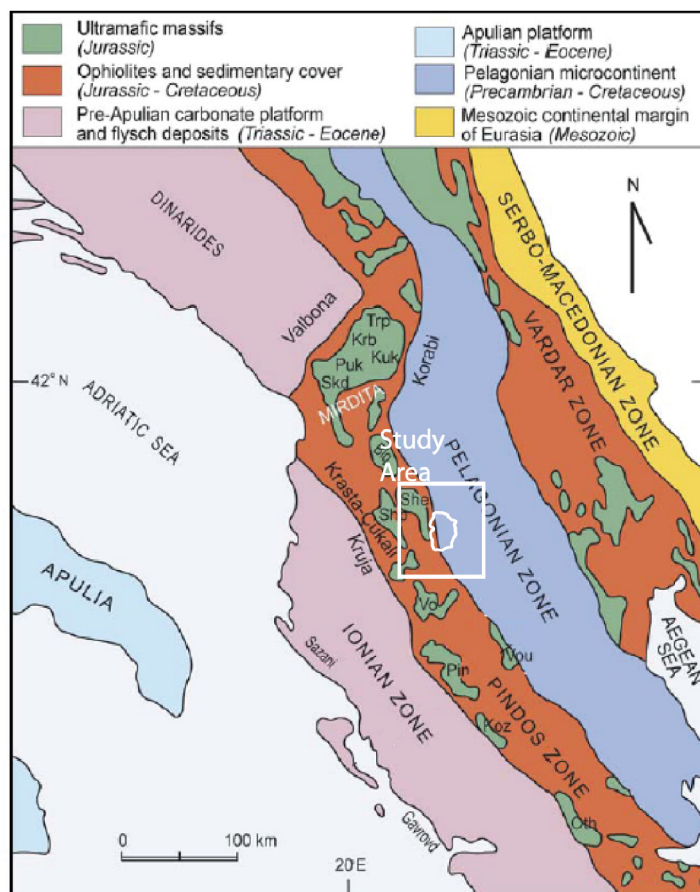 Ultramafic massifs
(Jurassic)
Ophiolites and sedimentary cover
(Jurassic - Cretaceous)
Pre-Apulian carbonate platform
and flysch deposits (Triassic - Eocene)
Apulian platform
(Triassic - Eocene)
Pelagonian microcontinent
(Precambrian - Cretaceous)
Mesozoic continental margin
of Eurasia (Mesozoic)
N
DINARIDES
SERBO-MACEDONIAN ZONE
Valbona
Trp
Krb
Kuk
Puk
Skd
Korabi
VARDAR ZONE
42° N
MIRDITA
ADRIATIC SEA
Study
Area
PELAGONIAN ZONE
She
Krasta-Cukali
Kruja
APULIA
Vo
AEGEAN
SEA
Sazani
IONIAN ZONE
Vou
Pin
PINDOS ZONE
Koz
Oth
Gavrovo
0
100 km
20°E